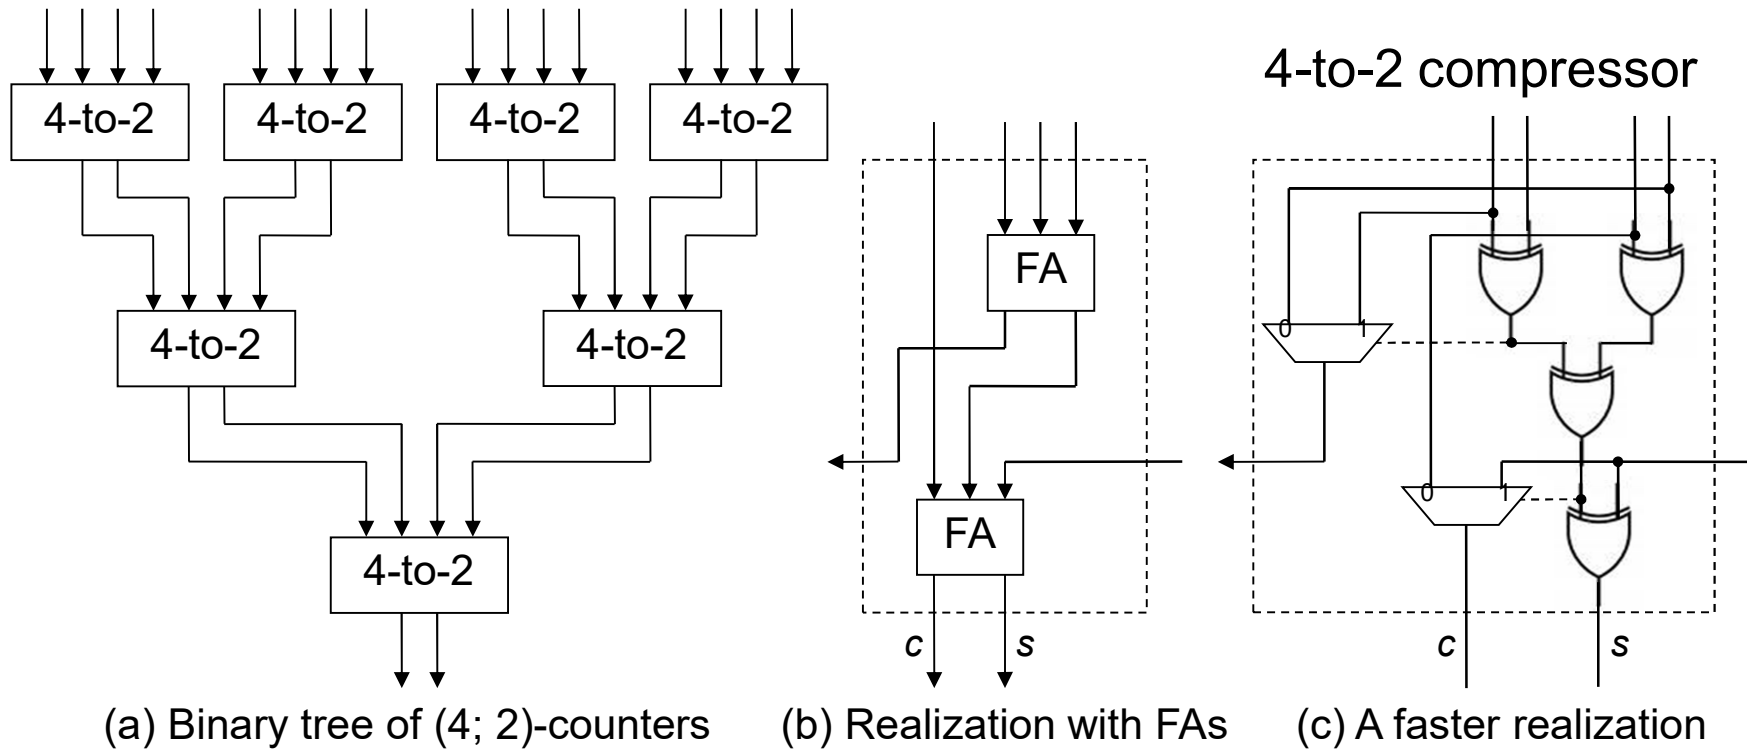 4-to-2 compressor
4-to-2 4-to-2 4-to-2 4-to-2
4-to-2 4-to-2
4-to-2
FA
FA
c s
0 1
0 1
c s
(a) Binary tree of (4; 2)-counters
(b) Realization with FAs
(c) A faster realization